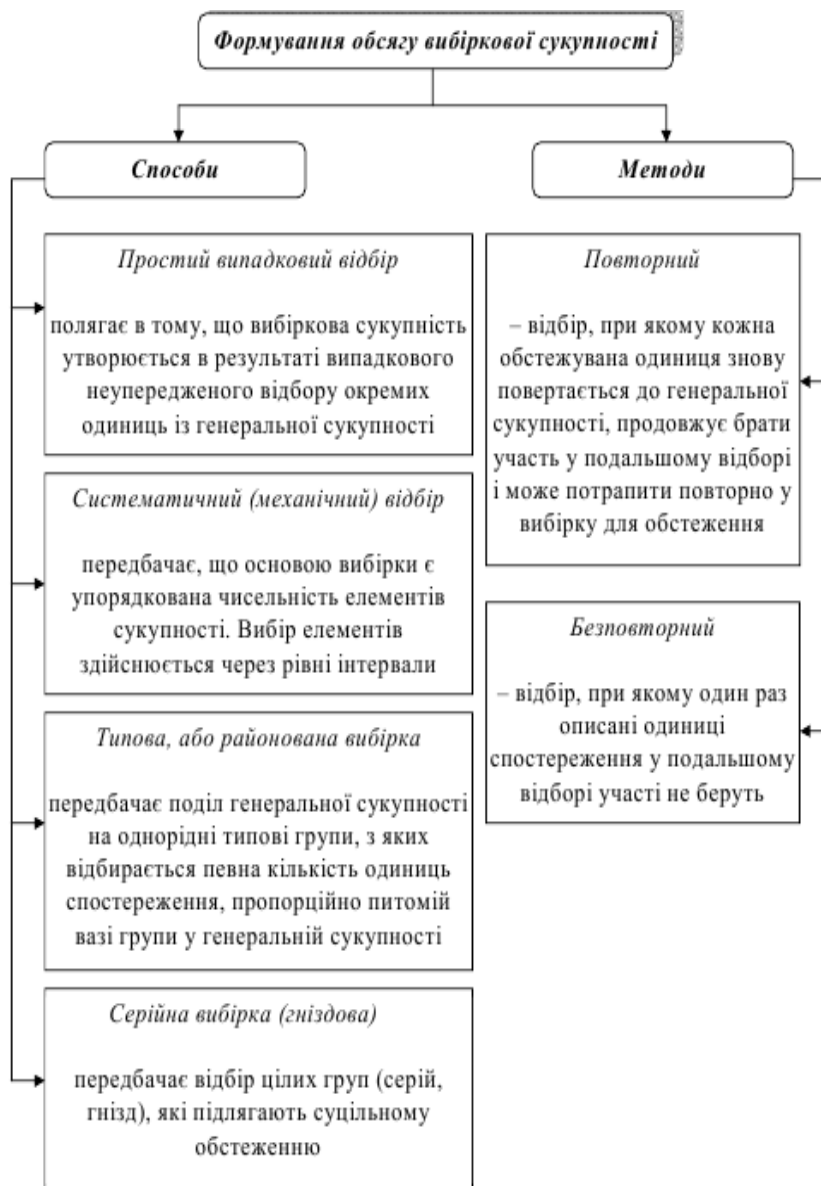 Формування обсягу вибіркової сукупності
Способи
Методи
Простий випадковий відбір
полягає в тому, що вибіркова сукупність
утворюється в результаті випадкового
неупередженого відбору окремих
одиниць із генеральної сукупності
Систематичний (механічний) відбір
передбачає, що основою вибірки є
упорядкована чисельність елементів
сукупності. Вибір елементів
здійснюється через рівні інтервали
Типова, або районована вибірка
передбачає поділ генеральної сукупності
на однорідні типові групи, з яких
відбирається певна кількість одиниць
спостереження, пропорційно питомій
вазі групи у генеральній сукупності
Серійна вибірка (гніздова)
передбачає відбір цілих груп (серій,
гнізд), які підлягають суцільному
обстеженню
Повторний
– відбір, при якому кожна
обстежувана одиниця знову
повертається до генеральної
сукупності, продовжує брати
участь у подальшому відборі
і може потрапити повторно у
вибірку для обстеження
Безповторний
– відбір, при якому один раз
описані одиниці
спостереження у подальшому
відборі участі не беруть